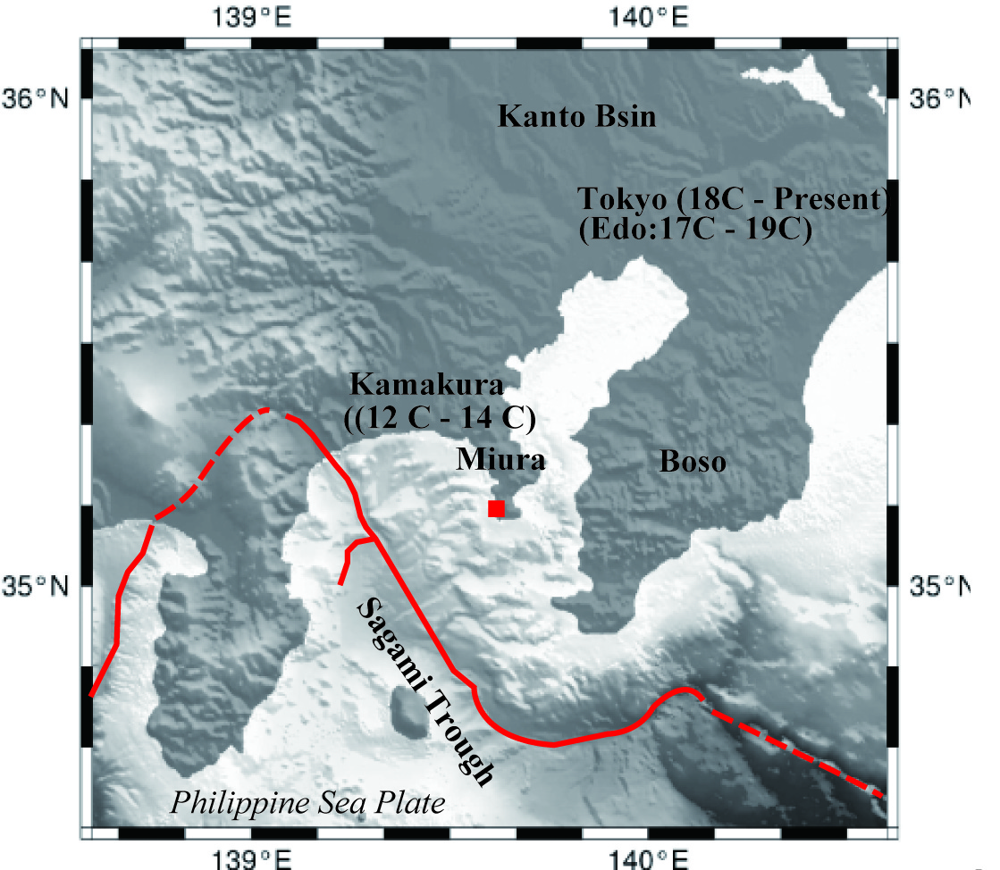 139°E 140°E
36°N 36°N
Kanto Bsin
Tokyo (18C - Present)
(Edo:17C - 19C)
Kamakura
((12 C - 14 C)
Miura
Boso
35°N 35°N
Sagami Trough
Philippine Sea Plate
139°E 140°E